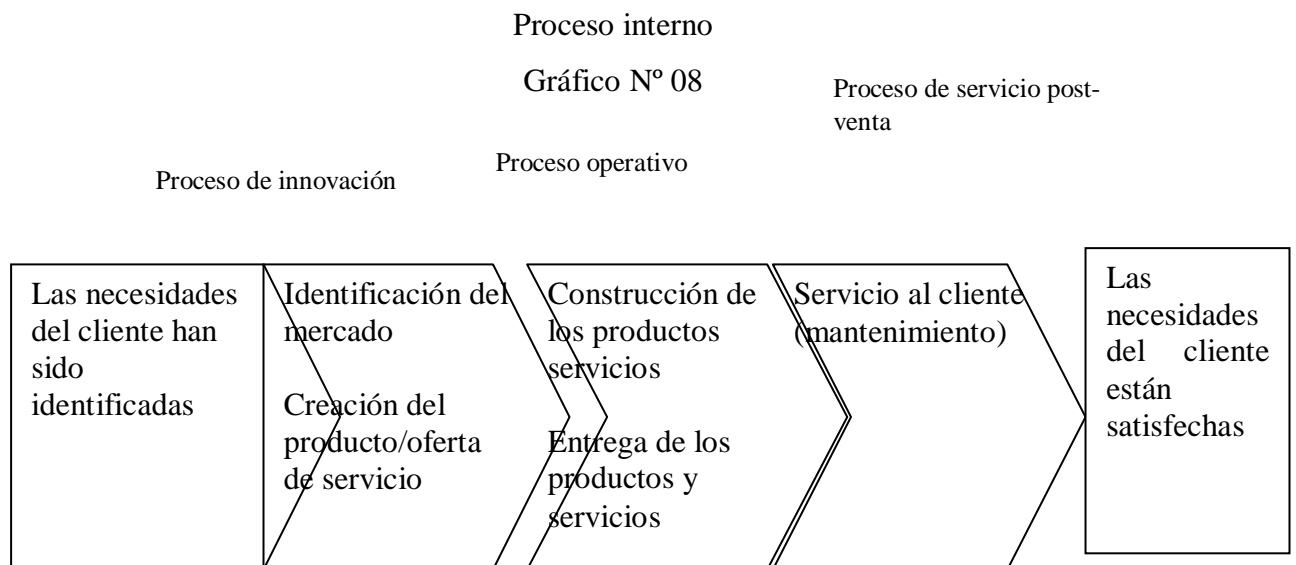 Proceso interno
Gráfico Nº 08
Proceso de servicio post-
venta
Proceso operativo
Proceso de innovación
Las necesidades
del cliente han
sido
identificadas
Identificación del
mercado
Creación del
producto/oferta
de servicio
Construcción de
los productos
servicios
Entrega de los
productos y
servicios
Servicio al cliente
(mantenimiento)
Las
necesidades
del cliente
están
satisfechas